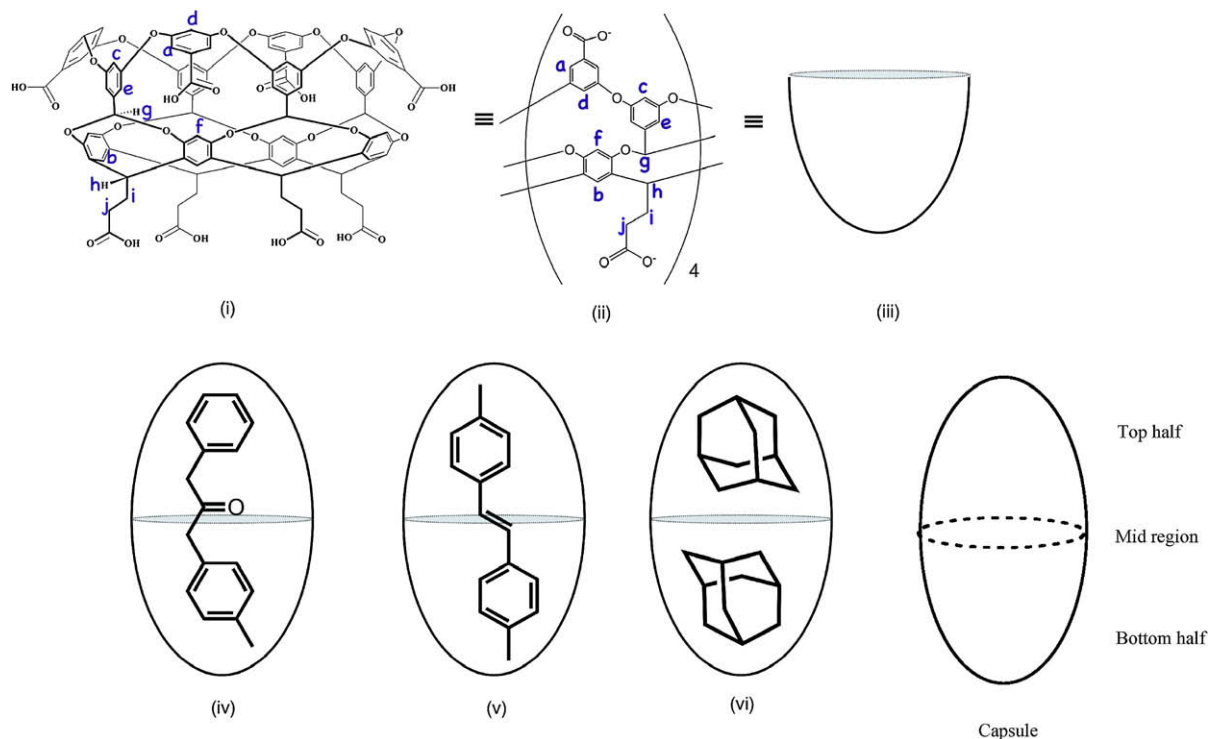 d
O O O O O O O O
c a O O
HO O e HO O O OH O OH
H g
O O f O O O O O O
b
h H
i
j
O OH O OH O OH O OH
(i)
≡
O O⁻
a
c
d O O
e
f
O O
g
b h
i
j
O O⁻
4
(ii)
≡
(iii)
O
(iv)
(v)
(vi)
Top half
Mid region
Bottom half
Capsule